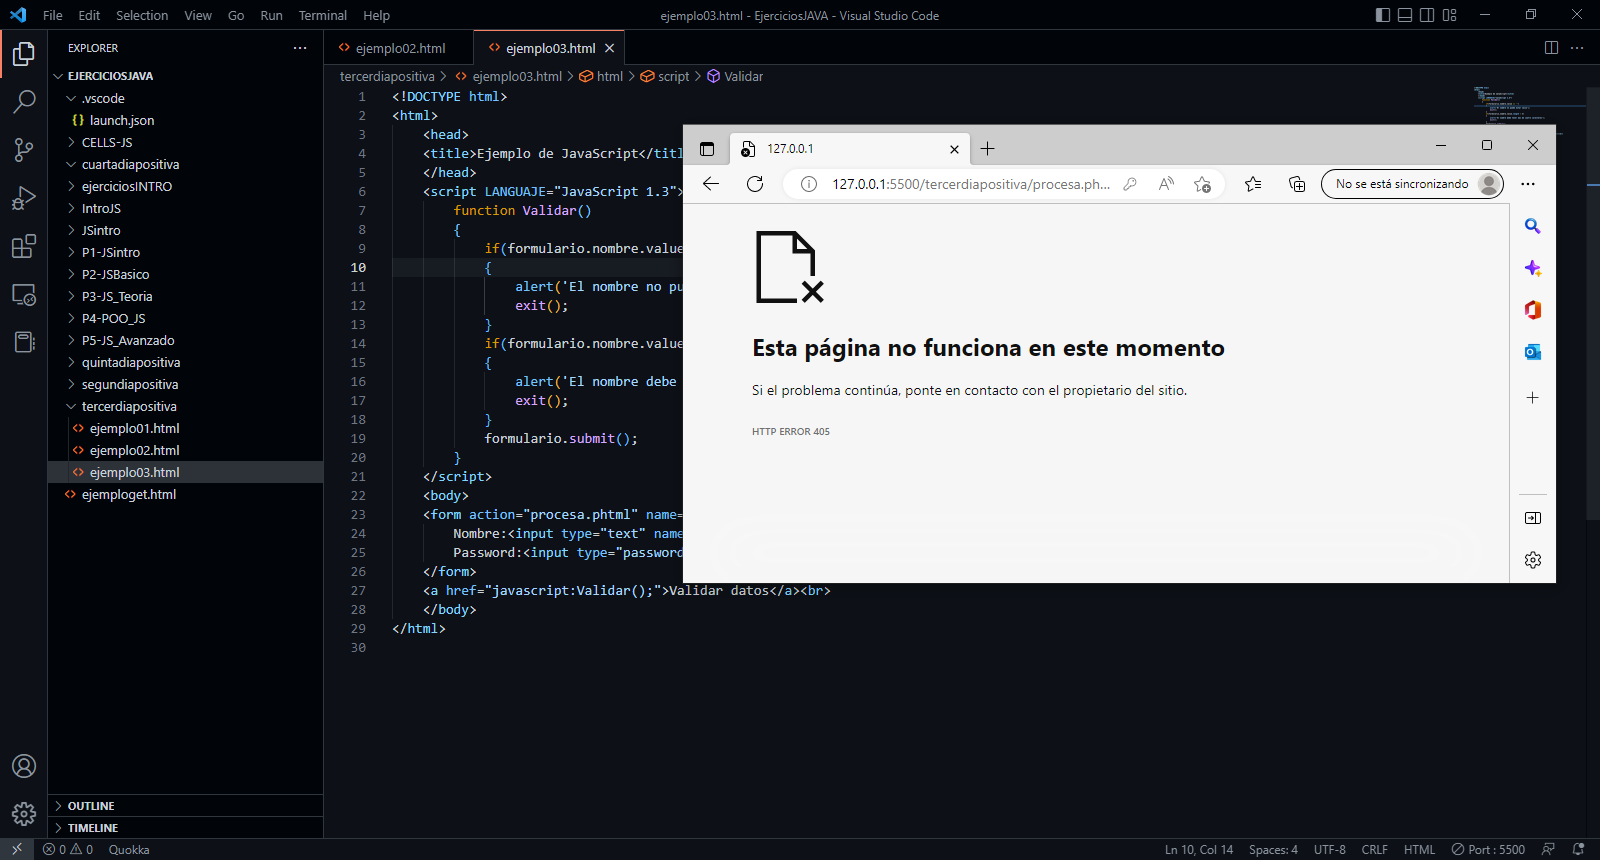 File Edit Selection View Go Run Terminal Help
ejemplo03.html - EjerciciosJAVA - Visual Studio Code
EXPLORER
EJERCICIOSJAVA
.vscode
{} launch.json
CELLS-JS
cuartadiapositiva
ejerciciosINTRO
IntroJS
JSintro
P1-JSintro
P2-JSBasico
P3-JS_Teoria
P4-POO_JS
P5-JS_Avanzado
quintadiapositiva
segundiapositiva
tercerdiapositiva
ejemplo01.html
ejemplo02.html
ejemplo03.html
ejemploget.html
OUTLINE
TIMELINE
ejemplo02.html
ejemplo03.html
tercerdiapositiva > ejemplo03.html > html > script > Validar
1 <!DOCTYPE html>
2 <html>
3 <head>
4 <title>Ejemplo de JavaScript</titl
5 </head>
6 <script LANGUAJE="JavaScript 1.3">
7 function Validar()
8 {
9 if(formulario.nombre.value
10 {
11 alert('El nombre no pu
12 exit();
13 }
14 if(formulario.nombre.value
15 {
16 alert('El nombre debe
17 exit();
18 }
19 formulario.submit();
20 }
21 </script>
22 <body>
23 <form action="procesa.phtml" name=
24 Nombre:<input type="text" name
25 Password:<input type="password
26 </form>
27 <a href="javascript:Validar();">Validar datos</a><br>
28 </body>
29 </html>
30
127.0.0.1
127.0.0.1:5500/tercerdiapositiva/procesa.ph...
No se está sincronizando
Esta página no funciona en este momento
Si el problema continúa, ponte en contacto con el propietario del sitio.
HTTP ERROR 405
0 0 Quokka
Ln 10, Col 14 Spaces: 4 UTF-8 CRLF HTML Port : 5500